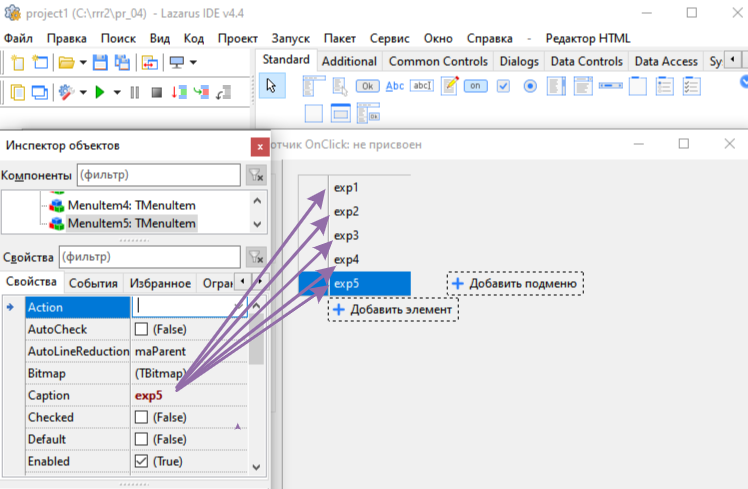 project1 (C:\rrr2\pr_04) - Lazarus IDE v4.4
Файл Правка Поиск Вид Код Проект Запуск Пакет Сервис Окно Справка - Редактор HTML
Standard Additional Common Controls Dialogs Data Controls Data Access
Ok Abc abcI on
Инспектор объектов
отчик OnClick: не присвоен
Компоненты (фильтр)
MenuItem4: TMenuItem
MenuItem5: TMenuItem
Свойства (фильтр)
Свойства События Избранное Огран
Action
AutoCheck (False)
AutoLineReduction maParent
Bitmap (TBitmap)
Caption exp5
Checked (False)
Default (False)
Enabled (True)
exp1
exp2
exp3
exp4
exp5 Добавить подменю
Добавить элемент